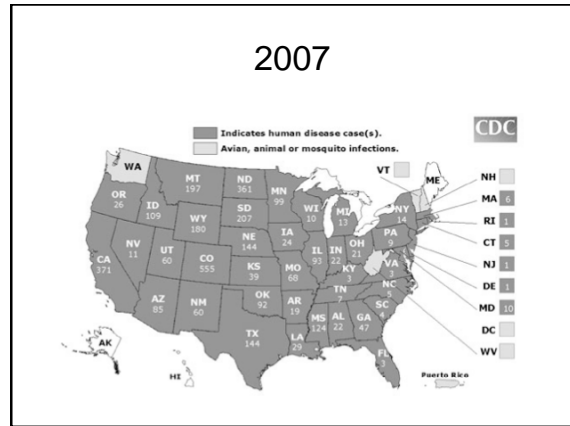 2007
Indicates human disease case(s).
Avian, animal or mosquito infections.
CDC
WA
MT
197
ND
361
MN
99
VT
ME
NH
OR
26
ID
109
SD
207
WI
10
MI
13
NY
14
MA 6
WY
180
RI 1
NE
144
IA
24
PA
9
CT 5
NV
11
UT
60
CO
555
IL
93
IN
22
OH
21
NJ 1
CA
371
KS
39
MO
68
KY
3
VA
3
DE 1
MD 10
TN
7
NC
5
DC
AZ
85
NM
60
OK
92
AR
19
SC
4
WV
MS
124
AL
22
GA
47
TX
144
LA
29
FL
3
AK
HI
Puerto Rico